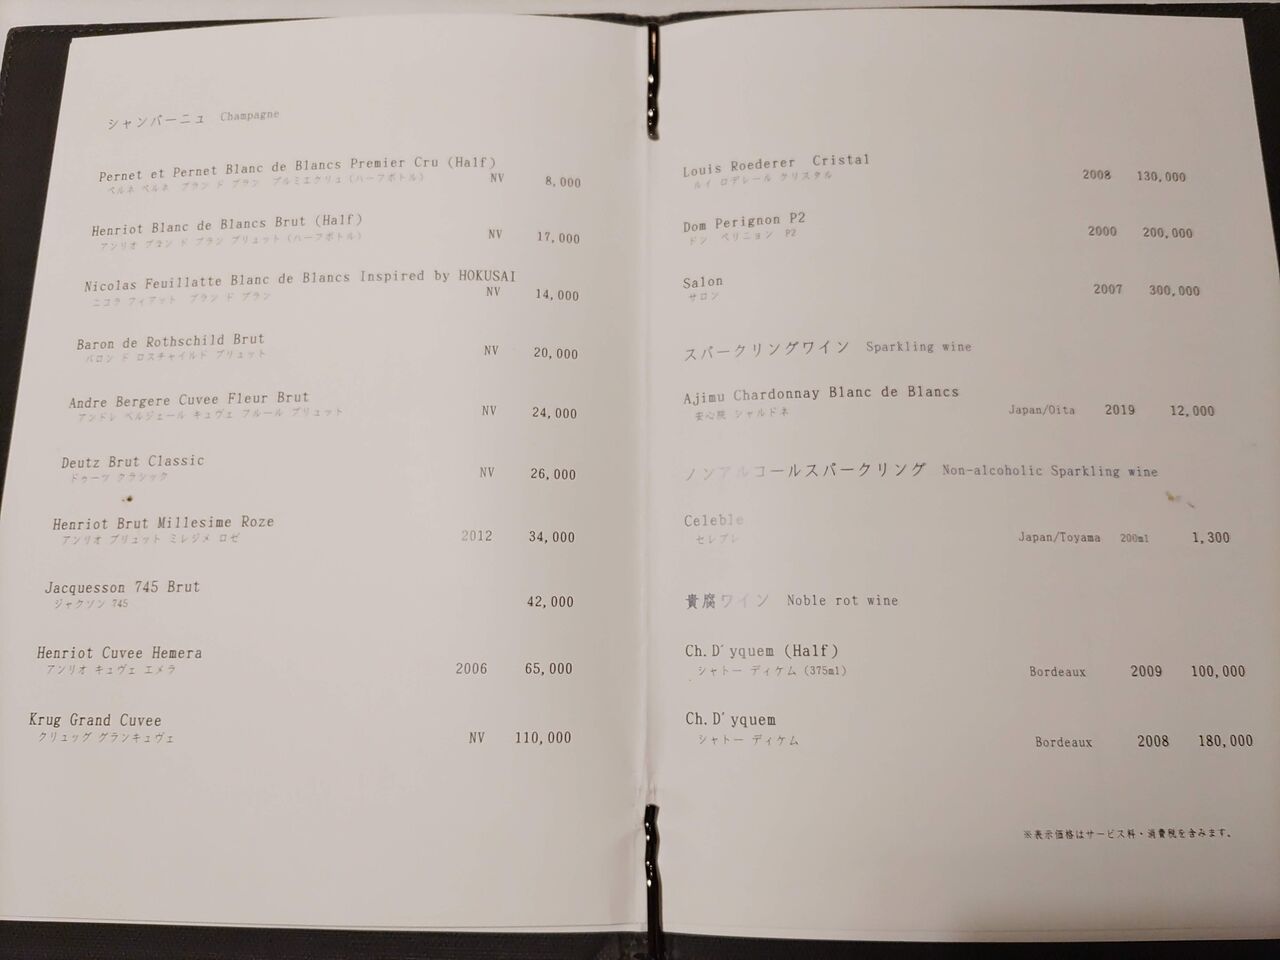 シャンパーニュ Champagne
Pernet et Pernet Blanc de Blancs Premier Cru (Half) NV 8,000
ペルネ ペルネ ブラン ド ブラン プルミエクリュ(ハーフボトル)
Henriot Blanc de Blancs Brut (Half) NV 17,000
アンリオ ブラン ド ブラン ブリュット(ハーフボトル)
Nicolas Feuillatte Blanc de Blancs Inspired by HOKUSAI NV 14,000
ニコラ フィアット ブラン ド ブラン
Baron de Rothschild Brut NV 20,000
バロン ド ロスチャイルド ブリュット
Andre Bergere Cuvee Fleur Brut NV 24,000
アンドレ ベルジェール キュヴェ フルール ブリュット
Deutz Brut Classic NV 26,000
ドゥーツ クラシック
Henriot Brut Millesime Roze 2012 34,000
アンリオ ブリュット ミレジメ ロゼ
Jacquesson 745 Brut 42,000
ジャクソン 745
Henriot Cuvee Hemera 2006 65,000
アンリオ キュヴェ エメラ
Krug Grand Cuvee NV 110,000
クリュッグ グランキュヴェ
Louis Roederer Cristal 2008 130,000
ルイ ロデレール クリスタル
Dom Perignon P2 2000 200,000
ドン ペリニョン P2
Salon 2007 300,000
サロン
スパークリングワイン Sparkling wine
Ajimu Chardonnay Blanc de Blancs Japan/Oita 2019 12,000
安心院 シャルドネ
ノンアルコールスパークリング Non-alcoholic Sparkling wine
Celeble Japan/Toyama 200ml 1,300
セレブレ
貴腐ワイン Noble rot wine
Ch.D'yquem (Half) Bordeaux 2009 100,000
シャトー ディケム (375ml)
Ch.D'yquem Bordeaux 2008 180,000
シャトー ディケム
※表示価格はサービス料・消費税を含みます。